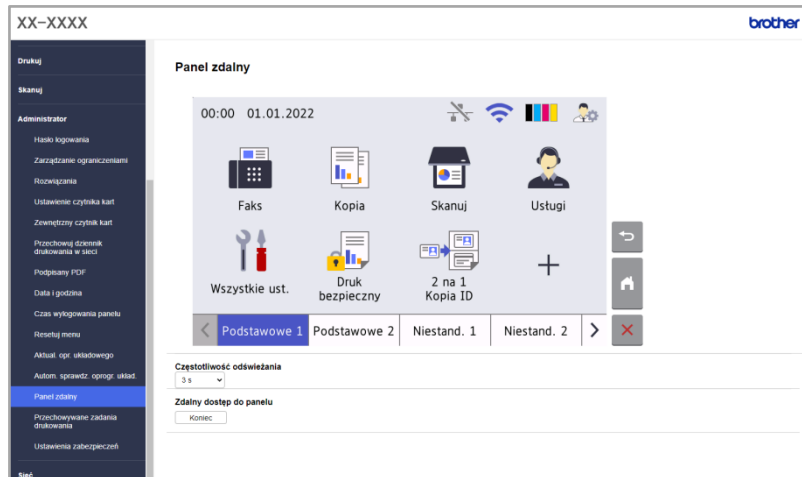 XX-XXXX
brother
Drukuj
Skanuj
Administrator
Hasło logowania
Zarządzanie ograniczeniami
Rozwiązania
Ustawienie czytnika kart
Zewnętrzny czytnik kart
Przechowuj dziennik
drukowania w sieci
Podpisany PDF
Data i godzina
Czas wylogowania panelu
Resetuj menu
Aktual. opr. układowego
Autom. sprawdz. oprogr. układ.
Panel zdalny
Przechowywane zadania
drukowania
Ustawienia zabezpieczeń
Sieć
Panel zdalny
00:00 01.01.2022
Faks
Kopia
Skanuj
Usługi
Wszystkie ust.
Druk
bezpieczny
2 na 1
Kopia ID
Podstawowe 1
Podstawowe 2
Niestand. 1
Niestand. 2
Częstotliwość odświeżania
3 s
Zdalny dostęp do panelu
Koniec